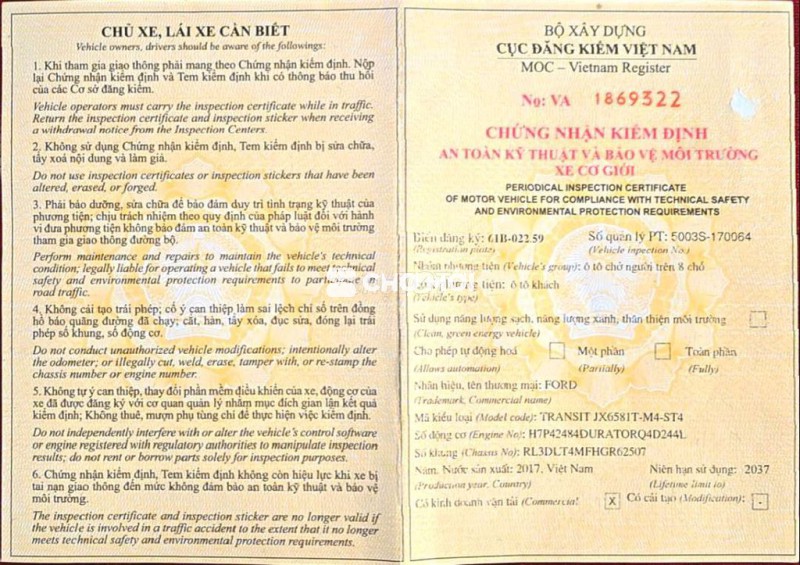 CHỦ XE, LÁI XE CẦN BIẾT
Vehicle owners, drivers should be aware of the followings:
1. Khi tham gia giao thông phải mang theo Chứng nhận kiểm định. Nộp
lại Chứng nhận kiểm định và Tem kiểm định khi có thông báo thu hồi
của các Cơ sở đăng kiểm.
Vehicle operators must carry the inspection certificate while in traffic.
Return the inspection certificate and inspection sticker when receiving
a withdrawal notice from the Inspection Centers.
2. Không sử dụng Chứng nhận kiểm định, Tem kiểm định bị sửa chữa,
tẩy xoá nội dung và làm giả.
Do not use inspection certificates or inspection stickers that have been
altered, erased, or forged.
3. Phải bảo dưỡng, sửa chữa để bảo đảm duy trì tình trạng kỹ thuật của
phương tiện; chịu trách nhiệm theo quy định của pháp luật đối với hành
vi đưa phương tiện không bảo đảm an toàn kỹ thuật và bảo vệ môi trường
tham gia giao thông đường bộ.
Perform maintenance and repairs to maintain the vehicle's technical
condition; legally liable for operating a vehicle that fails to meet technical
safety and environmental protection requirements to participate in
road traffic.
4. Không cải tạo trái phép; cố ý can thiệp làm sai lệch chỉ số trên đồng
hồ báo quãng đường đã chạy; cắt, hàn, tẩy xóa, đục sửa, đóng lại trái
phép số khung, số động cơ.
Do not conduct unauthorized vehicle modifications; intentionally alter
the odometer; or illegally cut, weld, erase, tamper with, or re-stamp the
chassis number or engine number.
5. Không tự ý can thiệp, thay đổi phần mềm điều khiển của xe, động cơ của
xe đã được đăng ký với cơ quan quản lý nhằm mục đích gian lận kết quả
kiểm định; Không thuê, mượn phụ tùng chỉ để thực hiện việc kiểm định.
Do not independently interfere with or alter the vehicle's control software
or engine registered with regulatory authorities to manipulate inspection
results; do not rent or borrow parts solely for inspection purposes.
6. Chứng nhận kiểm định, Tem kiểm định không còn hiệu lực khi xe bị
tai nạn giao thông đến mức không đảm bảo an toàn kỹ thuật và bảo vệ
môi trường.
The inspection certificate and inspection sticker are no longer valid if
the vehicle is involved in a traffic accident to the extent that it no longer
meets technical safety and environmental protection requirements.
BỘ XÂY DỰNG
CỤC ĐĂNG KIỂM VIỆT NAM
MOC – Vietnam Register
No: VA 1869322
CHỨNG NHẬN KIỂM ĐỊNH
AN TOÀN KỸ THUẬT VÀ BẢO VỆ MÔI TRƯỜNG
XE CƠ GIỚI
PERIODICAL INSPECTION CERTIFICATE
OF MOTOR VEHICLE FOR COMPLIANCE WITH TECHNICAL SAFETY
AND ENVIRONMENTAL PROTECTION REQUIREMENTS
Biển đăng ký: 61B-022.59 Số quản lý PT: 5003S-170064
(Registration plate) (Vehicle inspection No.)
Nhóm phương tiện (Vehicle's group): ô tô chở người trên 8 chỗ
phương tiện: ô tô khách
(Vehicle's type)
Sử dụng năng lượng sạch, năng lượng xanh, thân thiện môi trường
(Clean, green energy vehicle)
Cho phép tự động hoá Một phần Toàn phần
(Allows automation) (Partially) (Fully)
Nhãn hiệu, tên thương mại: FORD
(Trademark, Commercial name)
Mã kiểu loại (Model code): TRANSIT JX6581T-M4-ST4
Số động cơ (Engine No): H7P42484DURATORQ4D244L
Số khung (Chassis No): RL3DLT4MFHGR62507
Năm, Nước sản xuất: 2017, Việt Nam Niên hạn sử dụng: 2037
(Production year, Country) (Lifetime limit to)
Có kinh doanh vận tải (Commercial X Có cải tạo (Modification): -